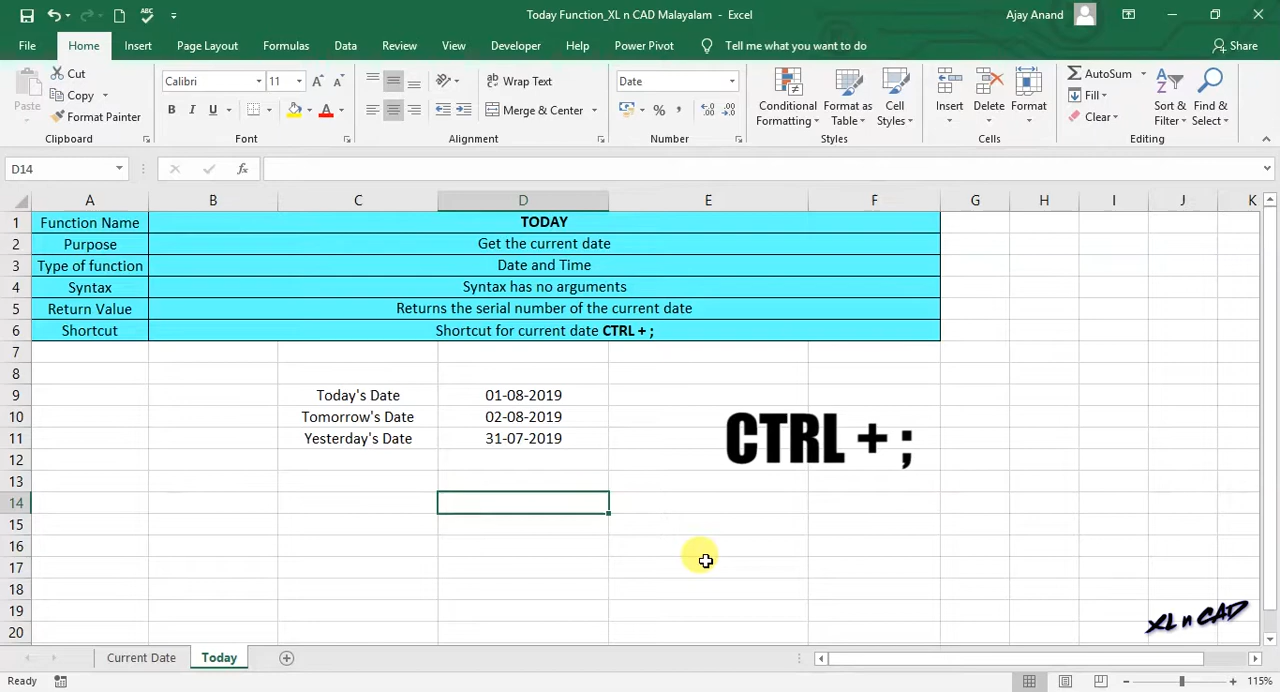 Today Function_XL n CAD Malayalam - Excel
Ajay Anand
File Home Insert Page Layout Formulas Data Review View Developer Help Power Pivot Tell me what you want to do Share
Paste
Cut
Copy
Format Painter
Calibri 11
B I U
Wrap Text
Merge & Center
Date
Conditional Formatting
Format as Table
Cell Styles
Insert
Delete
Format
AutoSum
Fill
Clear
Sort & Filter
Find & Select
Clipboard Font Alignment Number Styles Cells Editing
D14 fx
A B C D E F G H I J K
1 Function Name TODAY
2 Purpose Get the current date
3 Type of function Date and Time
4 Syntax Syntax has no arguments
5 Return Value Returns the serial number of the current date
6 Shortcut Shortcut for current date CTRL + ;
7
8
9 Today's Date 01-08-2019
10 Tomorrow's Date 02-08-2019
11 Yesterday's Date 31-07-2019
CTRL + ;
12
13
14
15
16
17
18
19
20
XL n CAD
Current Date Today
Ready 115%